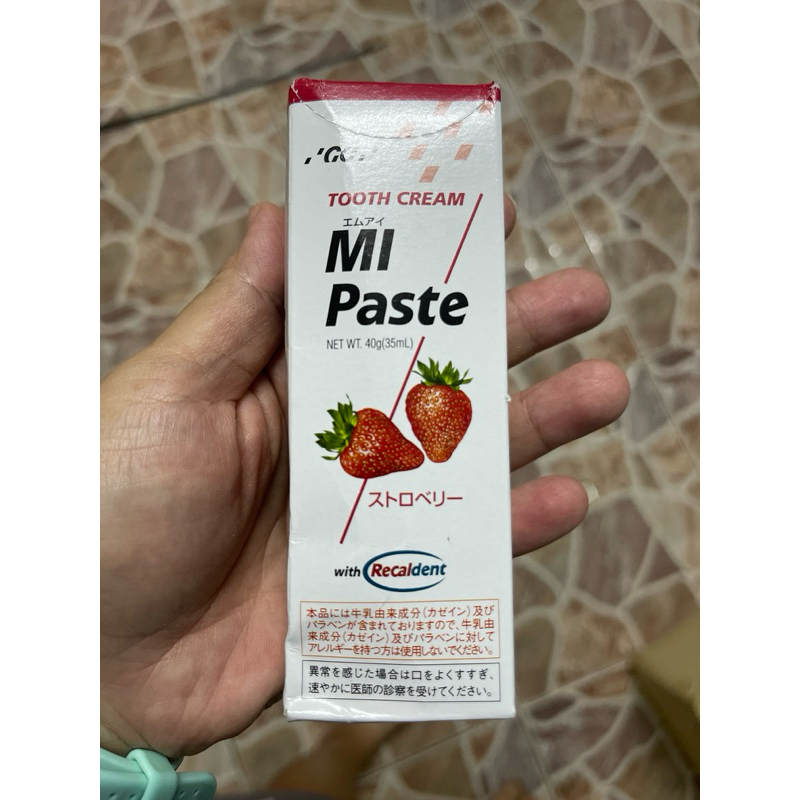 GC
TOOTH CREAM
エムアイ
MI
Paste
NET WT. 40g(35mL)
ストロベリー
with Recaldent
本品には牛乳由来成分(カゼイン)及び
パラベンが含まれておりますので、牛乳由
来成分(カゼイン)及びパラベンに対して
アレルギーを持つ方は使用しないでください。
異常を感じた場合は口をよくすすぎ、
速やかに医師の診察を受けてください。